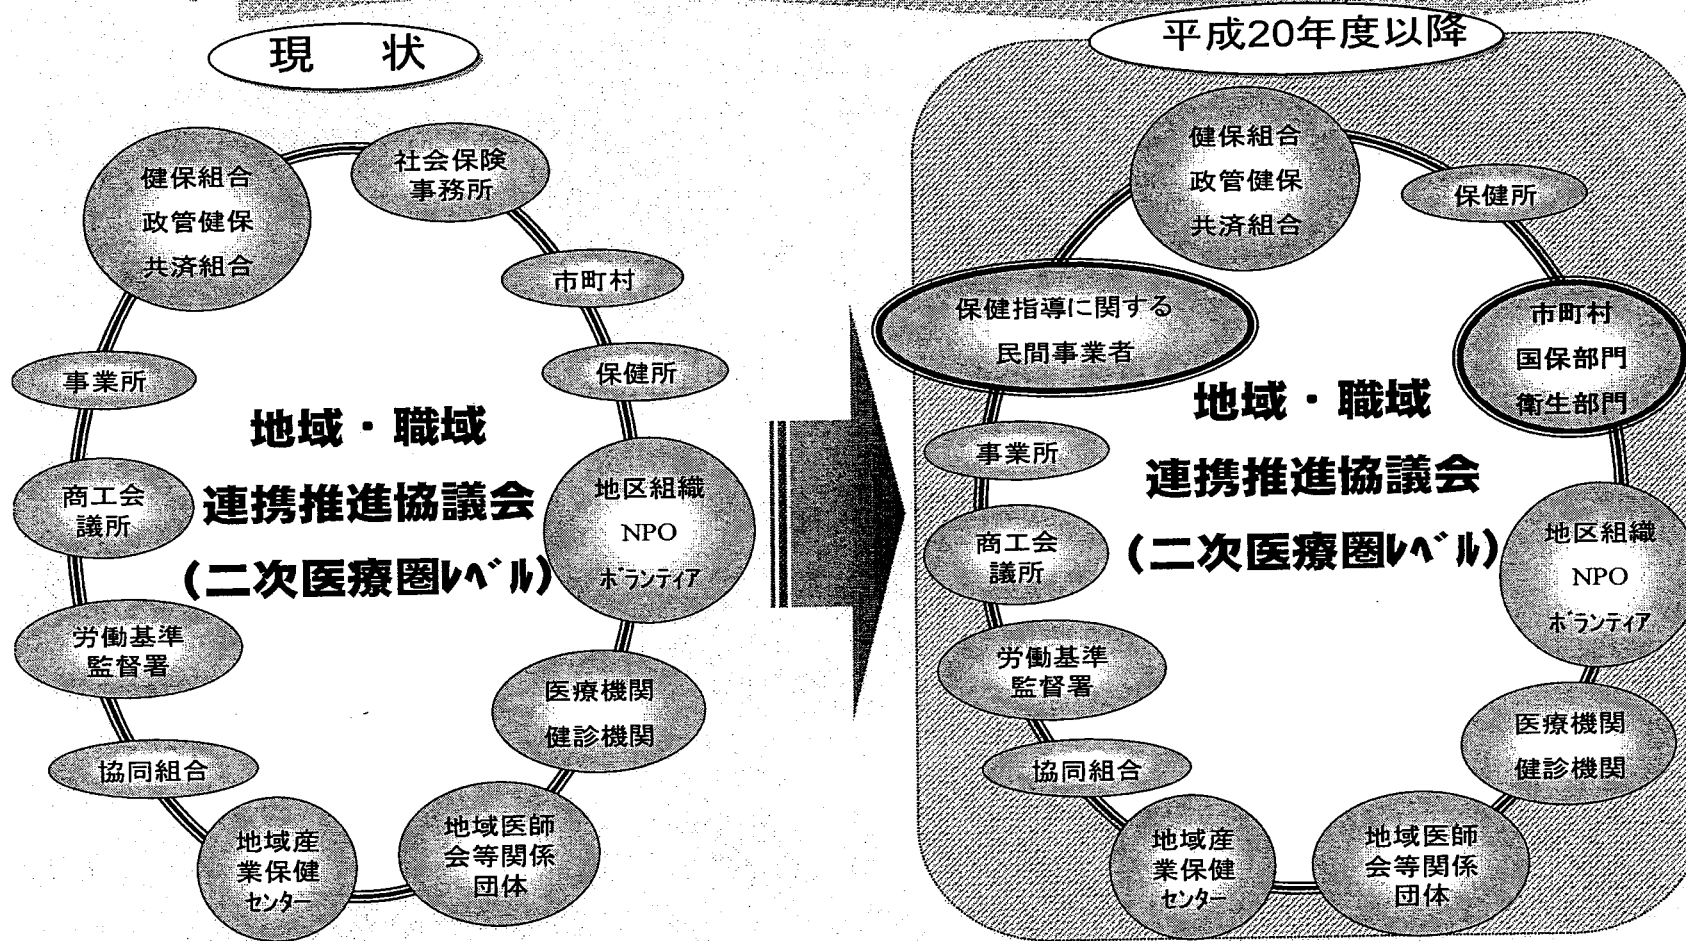 現 状
健保組合
政管健保
共済組合
社会保険
事務所
市町村
保健所
地区組織
NPO
ボランティア
医療機関
健診機関
地域医師
会等関係
団体
地域産
業保健
センター
協同組合
労働基準
監督署
商工会
議所
事業所
地域・職域
連携推進協議会
(二次医療圏レベル)
平成20年度以降
健保組合
政管健保
共済組合
保健所
市町村
国保部門
衛生部門
地区組織
NPO
ボランティア
医療機関
健診機関
地域医師
会等関係
団体
地域産
業保健
センター
協同組合
労働基準
監督署
商工会
議所
事業所
保健指導に関する
民間事業者
地域・職域
連携推進協議会
(二次医療圏レベル)